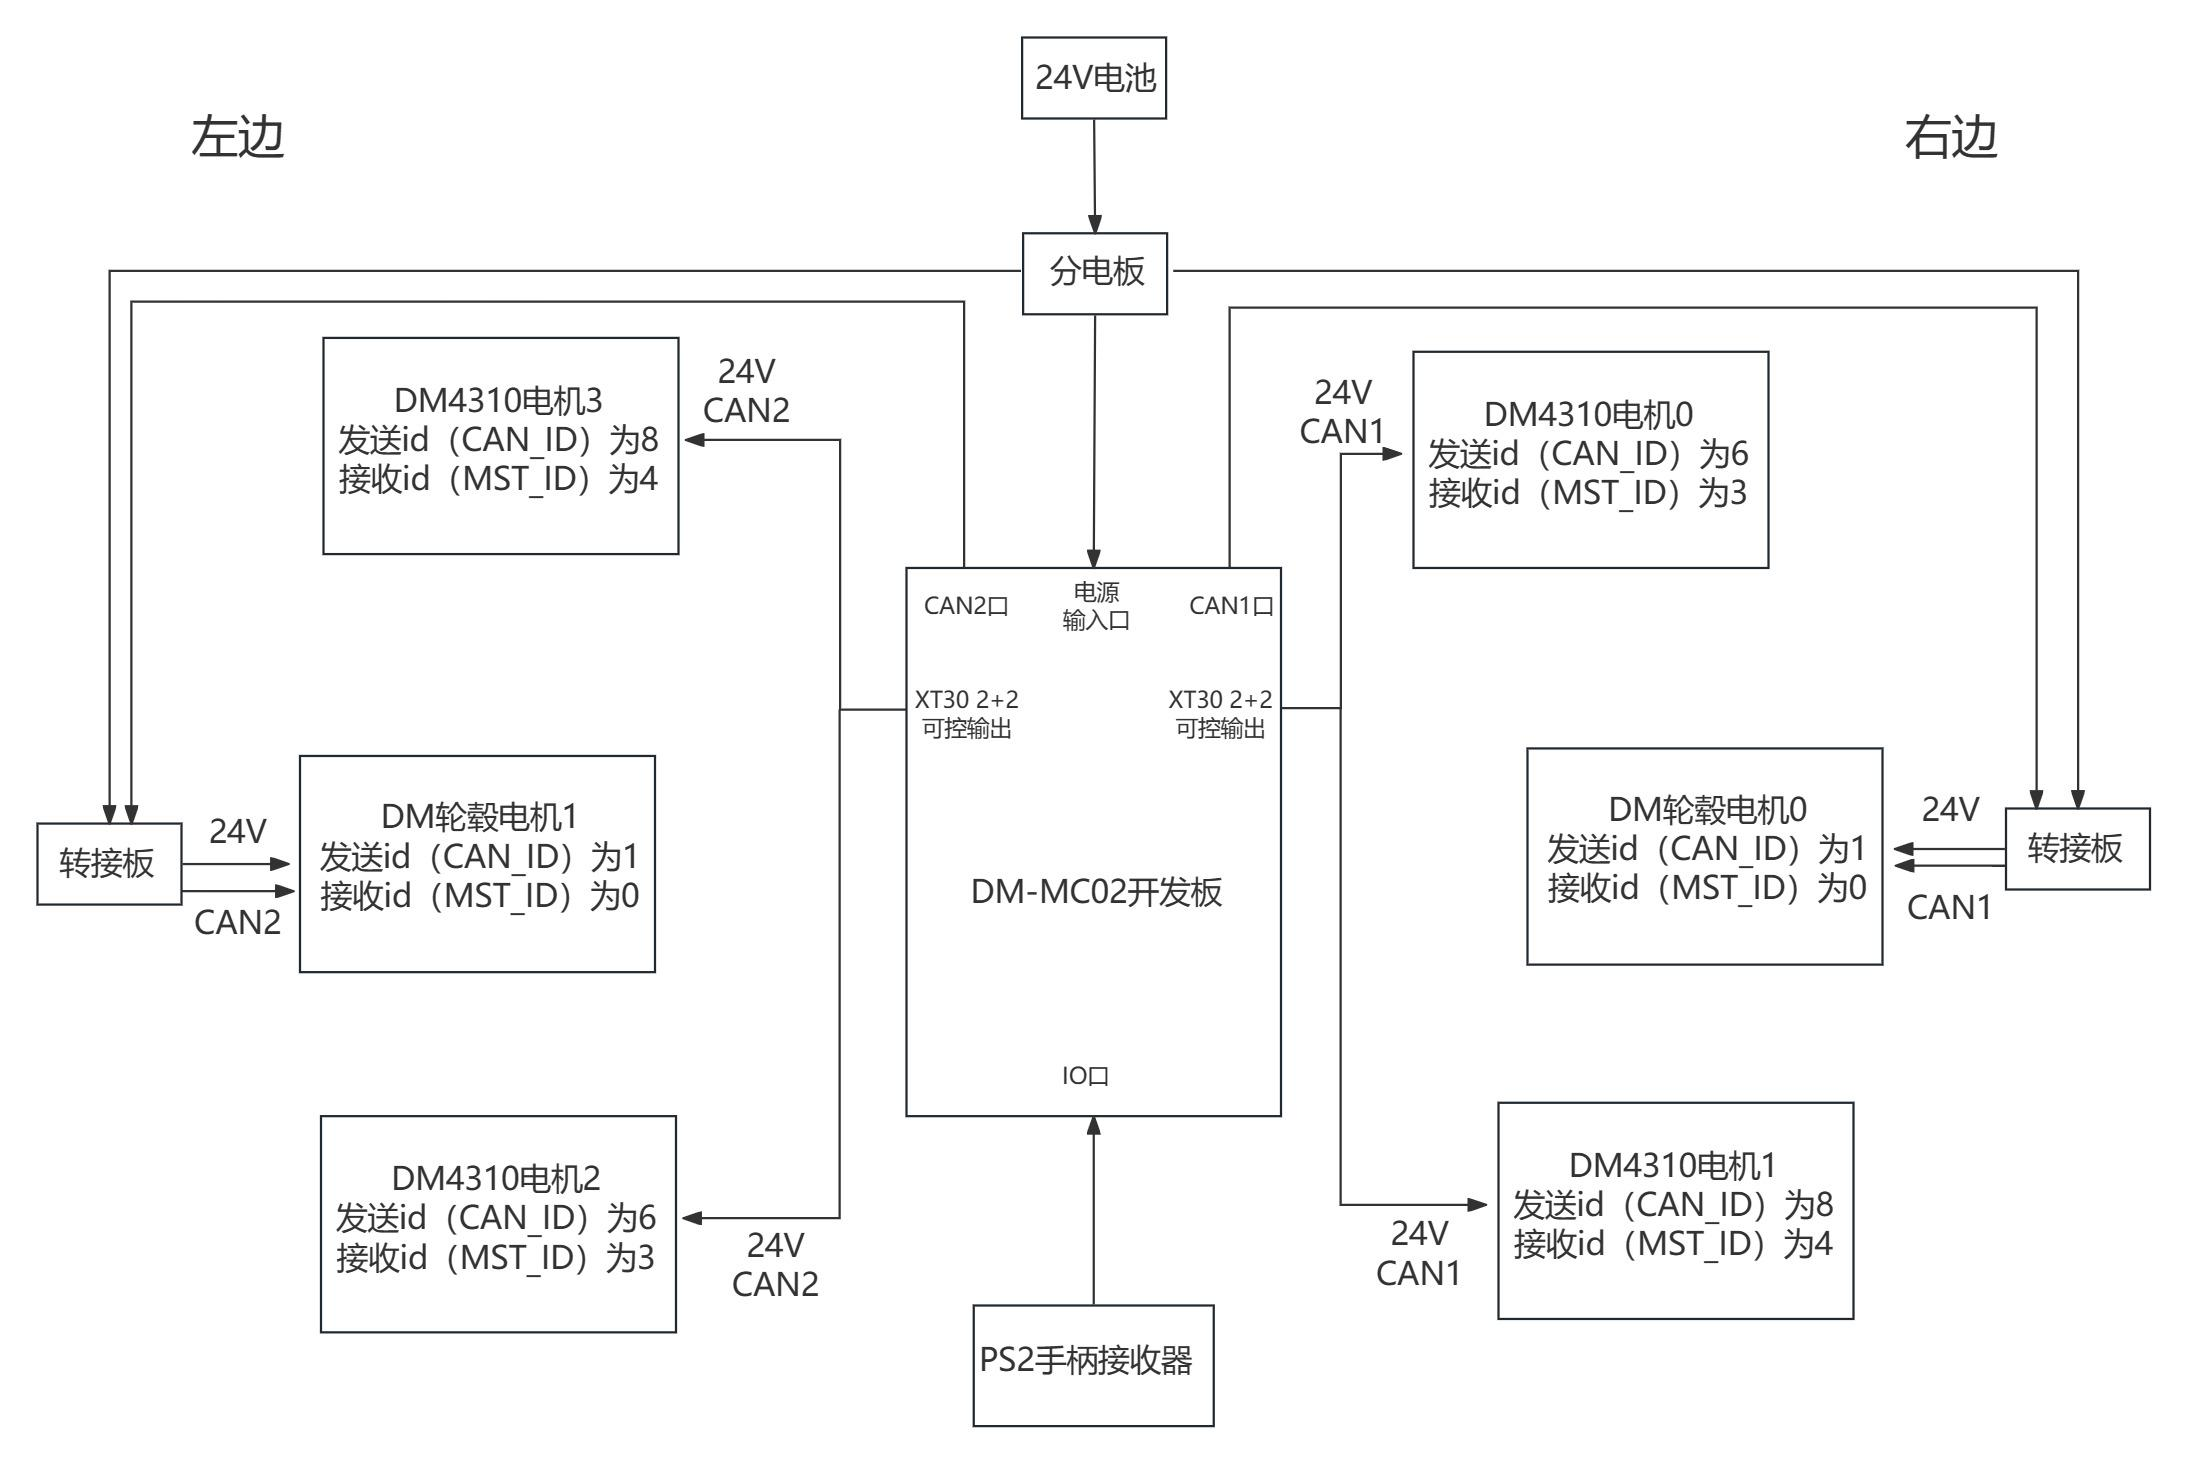 24V电池
左边
右边
分电板
DM4310电机3
发送id（CAN_ID）为8
接收id（MST_ID）为4
24V
CAN2
24V
CAN1
DM4310电机0
发送id（CAN_ID）为6
接收id（MST_ID）为3
CAN2口
电源
输入口
CAN1口
XT30 2+2
可控输出
XT30 2+2
可控输出
转接板
24V
CAN2
DM轮毂电机1
发送id（CAN_ID）为1
接收id（MST_ID）为0
DM-MC02开发板
DM轮毂电机0
发送id（CAN_ID）为1
接收id（MST_ID）为0
24V
CAN1
转接板
IO口
DM4310电机2
发送id（CAN_ID）为6
接收id（MST_ID）为3
24V
CAN2
24V
CAN1
DM4310电机1
发送id（CAN_ID）为8
接收id（MST_ID）为4
PS2手柄接收器